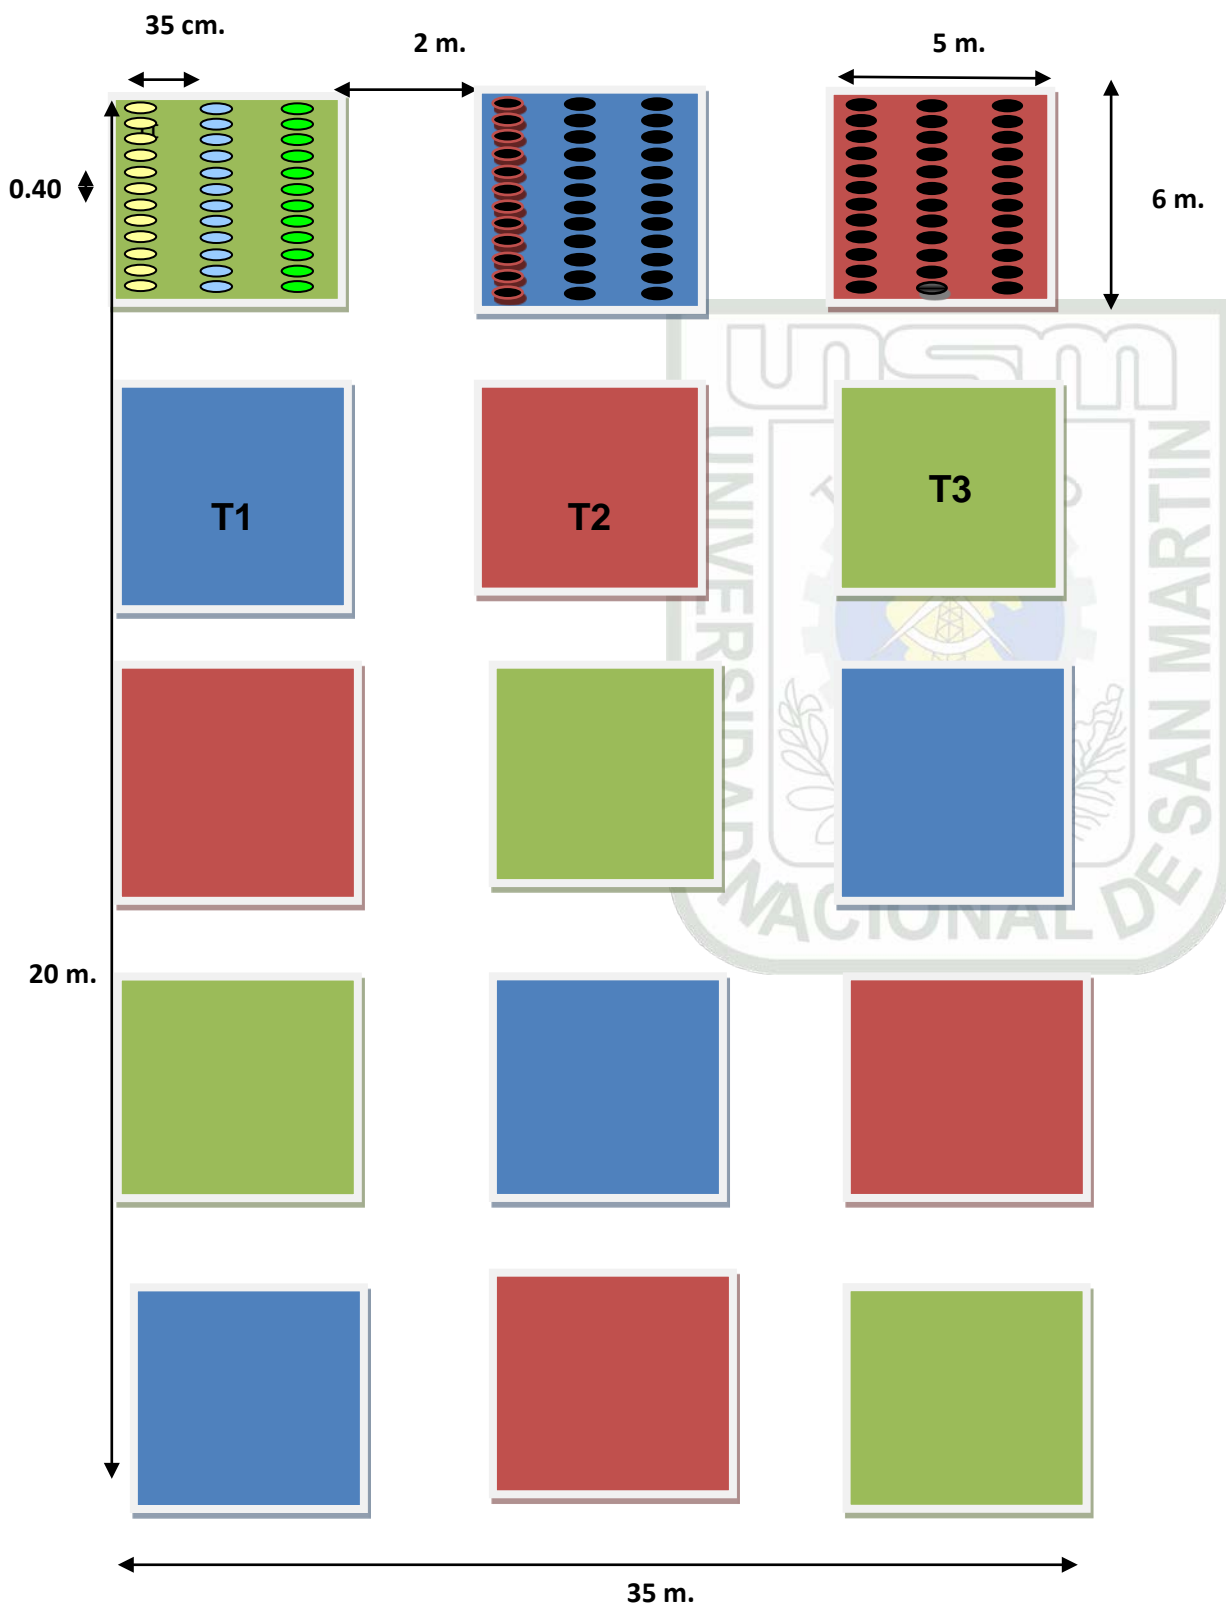 35 cm.
2 m.
5 m.
0.40
6 m.
unsm
T1
T2
T3
UNIVERSIDAD NACIONAL DE SAN MARTIN
20 m.
35 m.